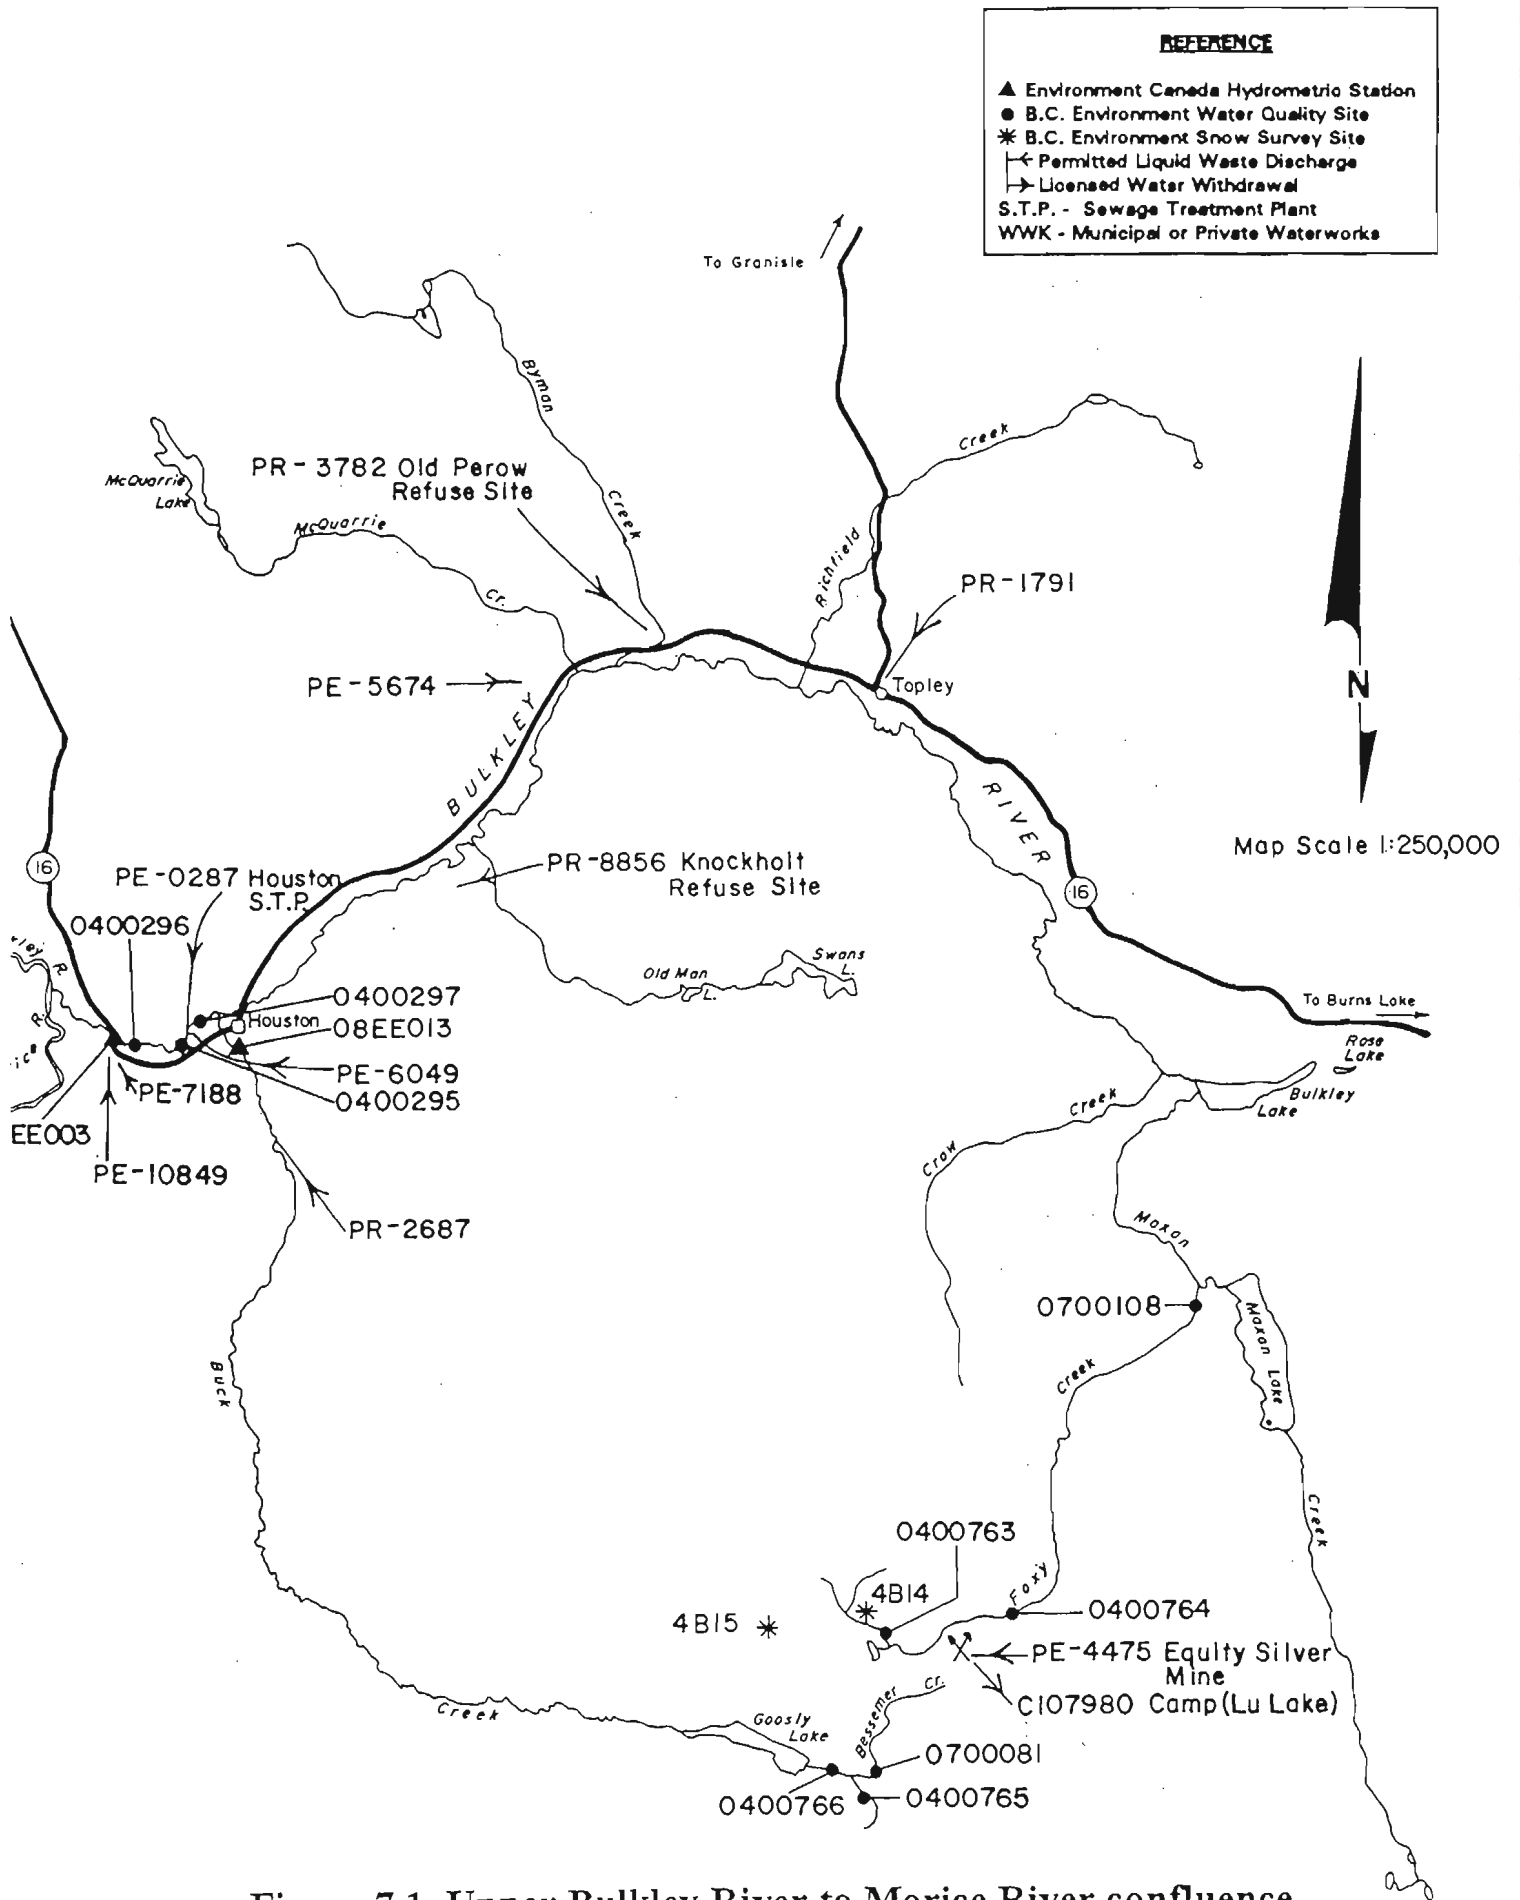 REFERENCE
Environment Canada Hydrometric Station
B.C. Environment Water Quality Site
B.C. Environment Snow Survey Site
Permitted Liquid Waste Discharge
Licensed Water Withdrawal
S.T.P. - Sewage Treatment Plant
WWK - Municipal or Private Waterworks
To Granisle
Byman
Creek
Creek
PR-3782 Old Perow
Refuse Site
McQuarrie
Lake
McQuarrie
Cr.
Richfield
PR-1791
PE-5674
Topley
N
BULKLEY
RIVER
Map Scale 1:250,000
16
PE-0287 Houston
S.T.P.
PR-8856 Knockholt
Refuse Site
16
0400296
R.
Swans
L.
Old Man
L.
0400297
Houston
08EE013
To Burns Lake
Rose
Lake
R.
PE-6049
PE-7188
0400295
Bulkley
Lake
Creek
EE003
Crow
PE-10849
PR-2687
Maxan
0700108
Maxan Lake
Buck
Creek
Creek
0400763
4B14
Foxy
4B15
0400764
PE-4475 Equity Silver
Mine
C107980 Camp (Lu Lake)
Bessemer Cr.
Creek
Goosly
Lake
0700081
0400766
0400765
Figure 7.1 Upper Bulkley River to Morice River confluence